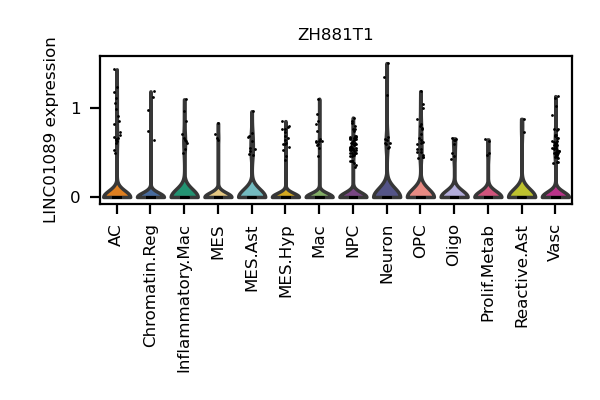 ZH881T1
LINC01089 expression
1
0
AC
Chromatin.Reg
Inflammatory.Mac
MES
MES.Ast
MES.Hyp
Mac
NPC
Neuron
OPC
Oligo
Prolif.Metab
Reactive.Ast
Vasc